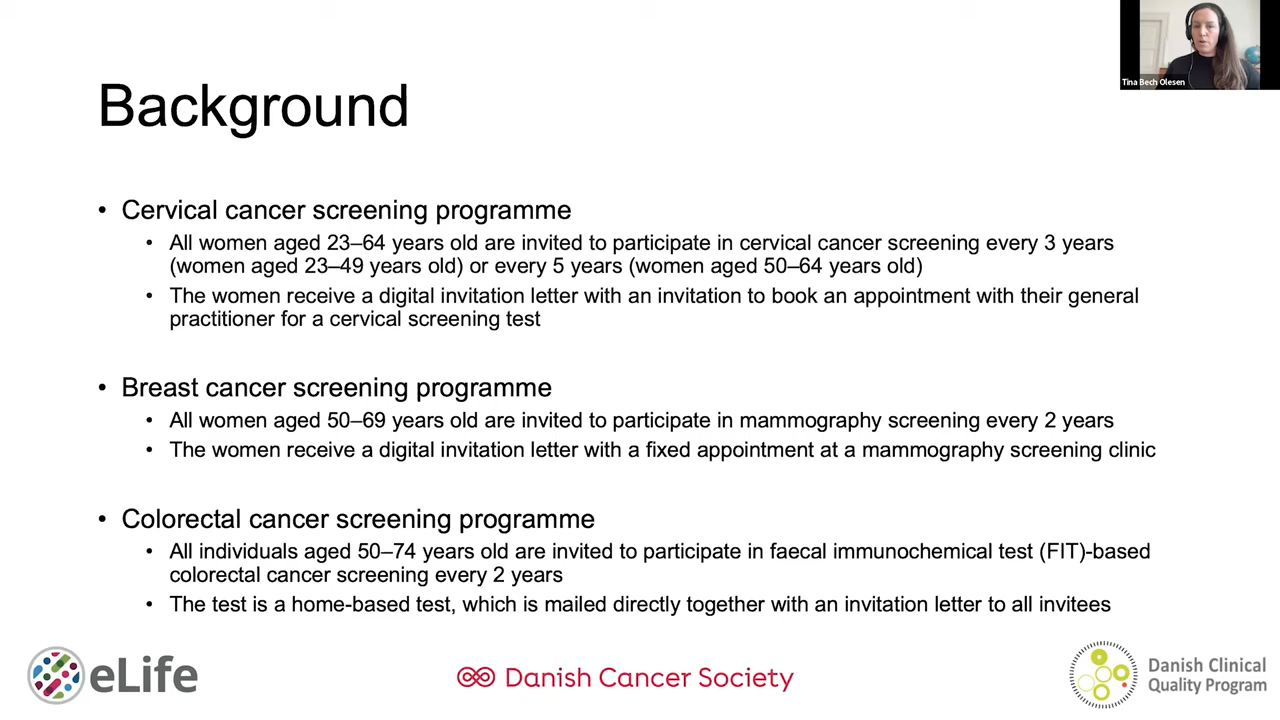 Tina Bech Olesen
Background
• Cervical cancer screening programme
• All women aged 23–64 years old are invited to participate in cervical cancer screening every 3 years
(women aged 23–49 years old) or every 5 years (women aged 50–64 years old)
• The women receive a digital invitation letter with an invitation to book an appointment with their general
practitioner for a cervical screening test
• Breast cancer screening programme
• All women aged 50–69 years old are invited to participate in mammography screening every 2 years
• The women receive a digital invitation letter with a fixed appointment at a mammography screening clinic
• Colorectal cancer screening programme
• All individuals aged 50–74 years old are invited to participate in faecal immunochemical test (FIT)-based
colorectal cancer screening every 2 years
• The test is a home-based test, which is mailed directly together with an invitation letter to all invitees
eLife
Danish Cancer Society
Danish Clinical
Quality Program